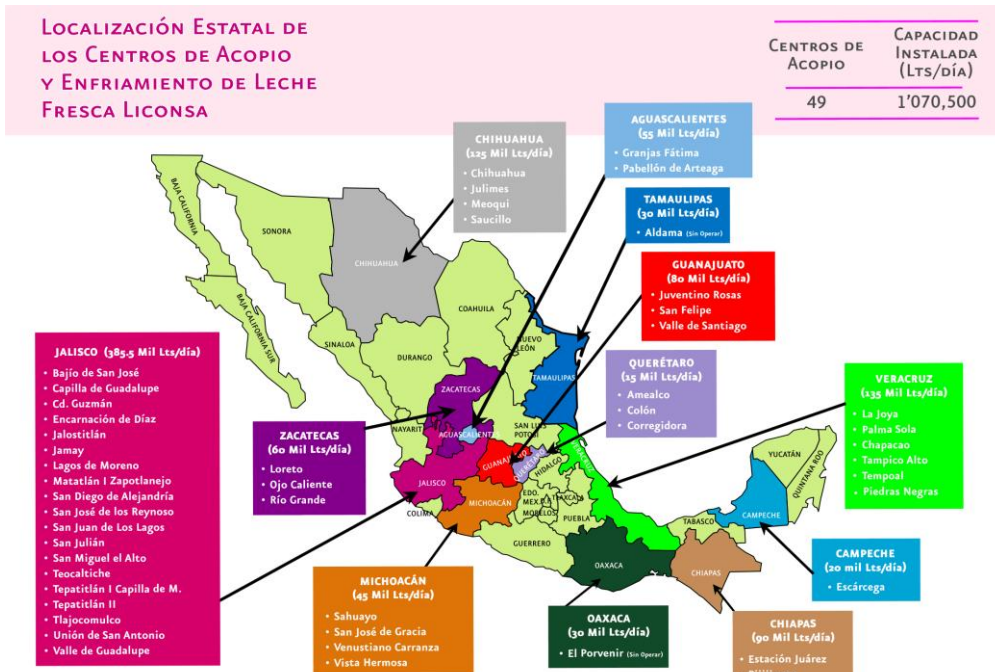 Localización Estatal de
los Centros de Acopio
y Enfriamiento de Leche
Fresca Liconsa
Centros de
Acopio
Capacidad
Instalada
(Lts/día)
49
1'070,500
CHIHUAHUA
(125 Mil Lts/día)
• Chihuahua
• Julimes
• Meoqui
• Saucillo
AGUASCALIENTES
(55 Mil Lts/día)
• Granjas Fátima
• Pabellón de Arteaga
TAMAULIPAS
(30 Mil Lts/día)
• Aldama (Sin Operar)
GUANAJUATO
(80 Mil Lts/día)
• Juventino Rosas
• San Felipe
• Valle de Santiago
QUERÉTARO
(15 Mil Lts/día)
• Amealco
• Colón
• Corregidora
VERACRUZ
(135 Mil Lts/día)
• La Joya
• Palma Sola
• Chapacao
• Tampico Alto
• Tempoal
• Piedras Negras
JALISCO (385.5 Mil Lts/día)
• Bajío de San José
• Capilla de Guadalupe
• Cd. Guzmán
• Encarnación de Díaz
• Jalostitlán
• Jamay
• Lagos de Moreno
• Matatlán I Zapotlanejo
• San Diego de Alejandría
• San José de los Reynoso
• San Juan de Los Lagos
• San Julián
• San Miguel el Alto
• Teocaltiche
• Tepatitlán I Capilla de M.
• Tepatitlán II
• Tlajocomulco
• Unión de San Antonio
• Valle de Guadalupe
ZACATECAS
(60 Mil Lts/día)
• Loreto
• Ojo Caliente
• Río Grande
MICHOACÁN
(45 Mil Lts/día)
• Sahuayo
• San José de Gracia
• Venustiano Carranza
• Vista Hermosa
OAXACA
(30 Mil Lts/día)
• El Porvenir (Sin Operar)
CAMPECHE
(20 mil Lts/día)
• Escárcega
CHIAPAS
(90 Mil Lts/día)
• Estación Juárez
BAJA CALIFORNIA
BAJA CALIFORNIA SUR
SONORA
CHIHUAHUA
COAHUILA
SINALOA
DURANGO
NUEVO
LEÓN
TAMAULIPAS
ZACATECAS
NAYARIT
AGUASCALIENTES
SAN LUIS
POTOSÍ
JALISCO
GUANAJUATO
QUERÉTARO
HIDALGO
COLIMA
MICHOACÁN
EDO.
MEX.
MORELOS
TLAXCALA
PUEBLA
GUERRERO
OAXACA
TABASCO
CHIAPAS
CAMPECHE
YUCATÁN
QUINTANA ROO